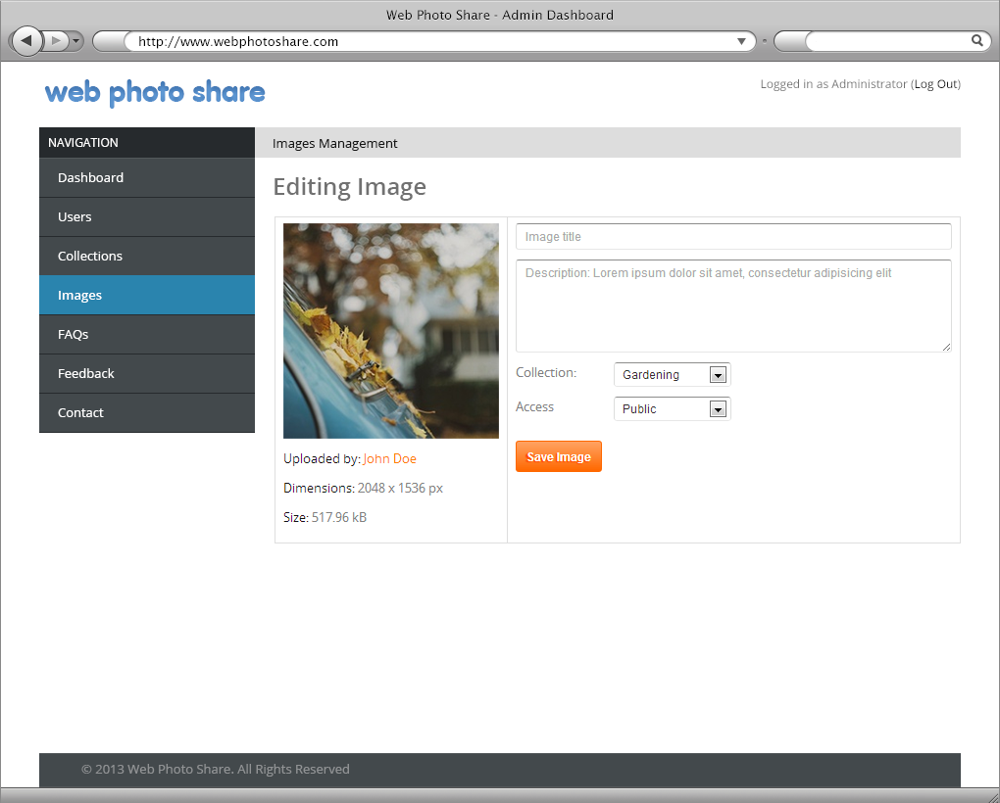 Web Photo Share - Admin Dashboard
http://www.webphotoshare.com
web photo share
Logged in as Administrator (Log Out)
NAVIGATION
Images Management
Dashboard
Users
Collections
Images
FAQs
Feedback
Contact
Editing Image
Uploaded by: John Doe
Dimensions: 2048 x 1536 px
Size: 517.96 kB
Image title
Description: Lorem ipsum dolor sit amet, consectetur adipisicing elit
Collection: Gardening
Access Public
Save Image
© 2013 Web Photo Share. All Rights Reserved